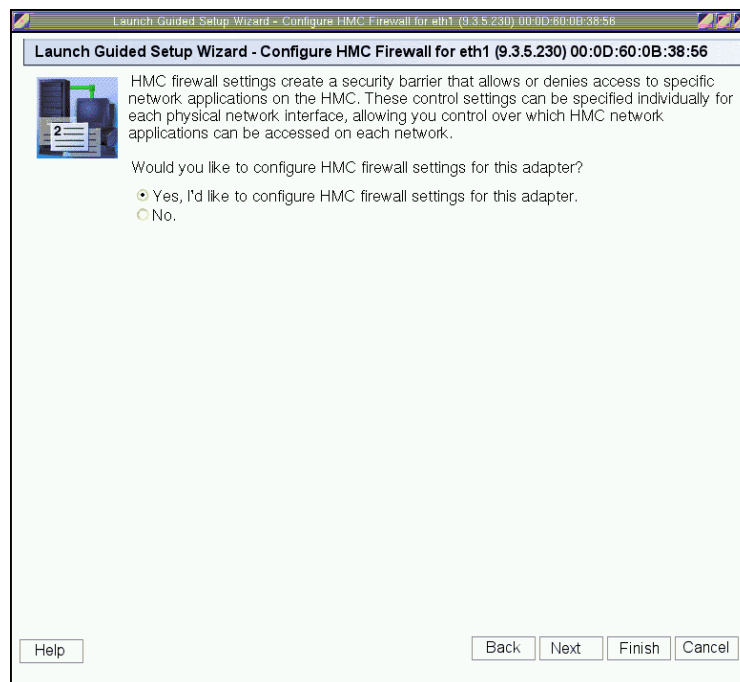 Launch Guided Setup Wizard - Configure HMC Firewall for eth1 (9.3.5.230) 00:0D:60:0B:38:56
Launch Guided Setup Wizard - Configure HMC Firewall for eth1 (9.3.5.230) 00:0D:60:0B:38:56
HMC firewall settings create a security barrier that allows or denies access to specific
network applications on the HMC. These control settings can be specified individually for
each physical network interface, allowing you control over which HMC network
applications can be accessed on each network.
2
Would you like to configure HMC firewall settings for this adapter?
Yes, I'd like to configure HMC firewall settings for this adapter.
No.
Help
Back
Next
Finish
Cancel